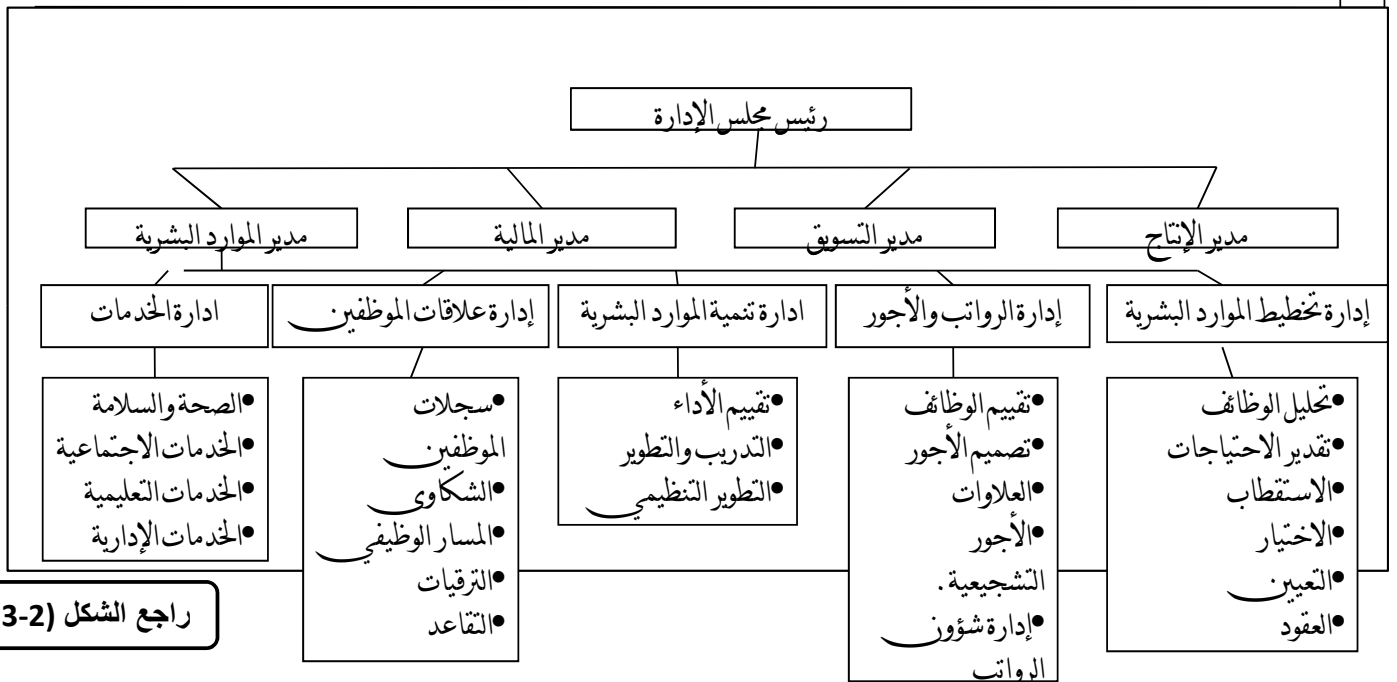 رئيس مجلس الإدارة
مدير الإنتاج
مدير التسويق
مدير المالية
مدير الموارد البشرية
إدارة تخطيط الموارد البشرية
إدارة الرواتب والأجور
ادارة تنمية الموارد البشرية
إدارة علاقات الموظفين
ادارة الخدمات
•تحليل الوظائف
•تقدير الاحتياجات
•الاستقطاب
•الاختيار
•التعيين
•العقود
•تقييم الوظائف
•تصميم الأجور
•العلاوات
•الأجور
التشجيعية.
•إدارة شؤون
الرواتب
•تقييم الأداء
•التدريب والتطوير
•التطوير التنظيمي
•سجلات
الموظفين
•الشكاوى
•المسار الوظيفي
•الترقيات
•التقاعد
•الصحة والسلامة
•الخدمات الاجتماعية
•الخدمات التعليمية
•الخدمات الإدارية
راجع الشكل (2-3